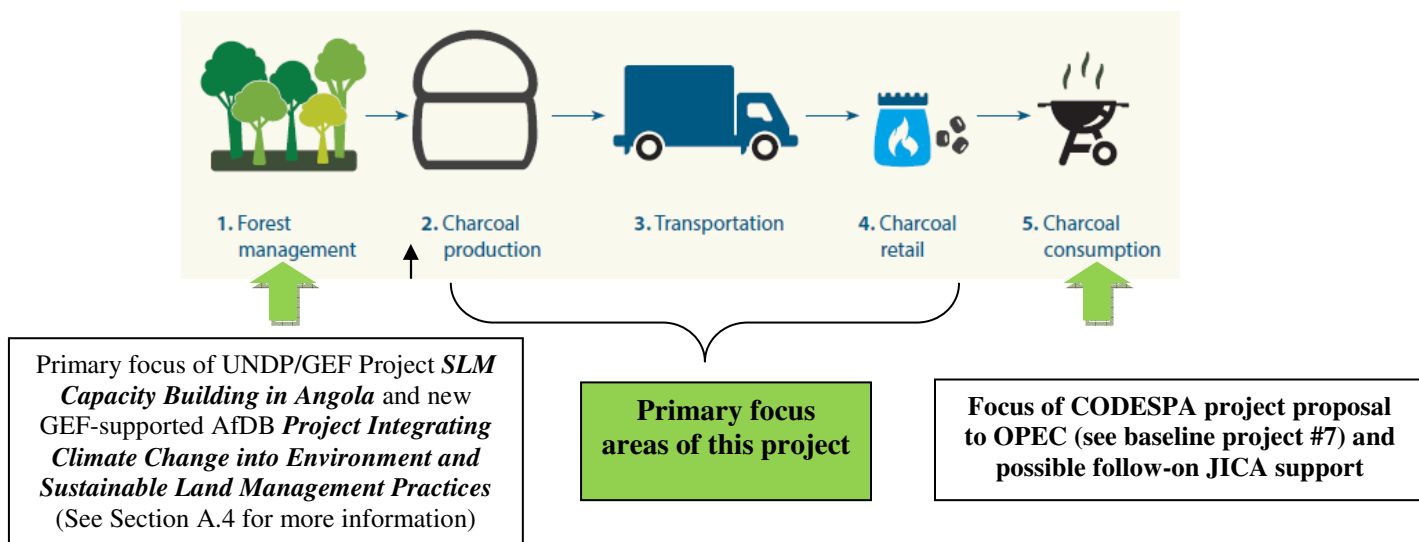 1. Forest
management
2. Charcoal
production
3. Transportation
4. Charcoal
retail
5. Charcoal
consumption
Primary focus of UNDP/GEF Project SLM
Capacity Building in Angola and new
GEF-supported AfDB Project Integrating
Climate Change into Environment and
Sustainable Land Management Practices
(See Section A.4 for more information)
Primary focus
areas of this project
Focus of CODESPA project proposal
to OPEC (see baseline project #7) and
possible follow-on JICA support